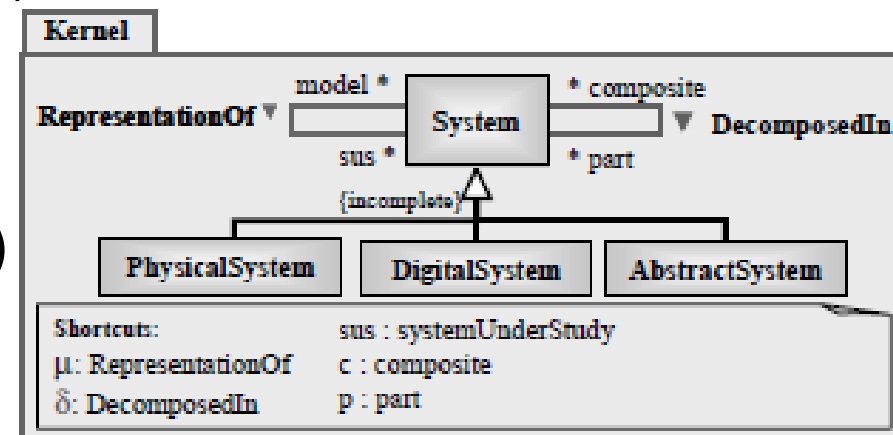 Kernel
model * * composite
RepresentationOf ▼ System ▼ DecomposedIn
sus * * part
{incomplete}
PhysicalSystem DigitalSystem AbstractSystem
Shortcuts: sus : systemUnderStudy
μ: RepresentationOf c : composite
δ: DecomposedIn p : part
)